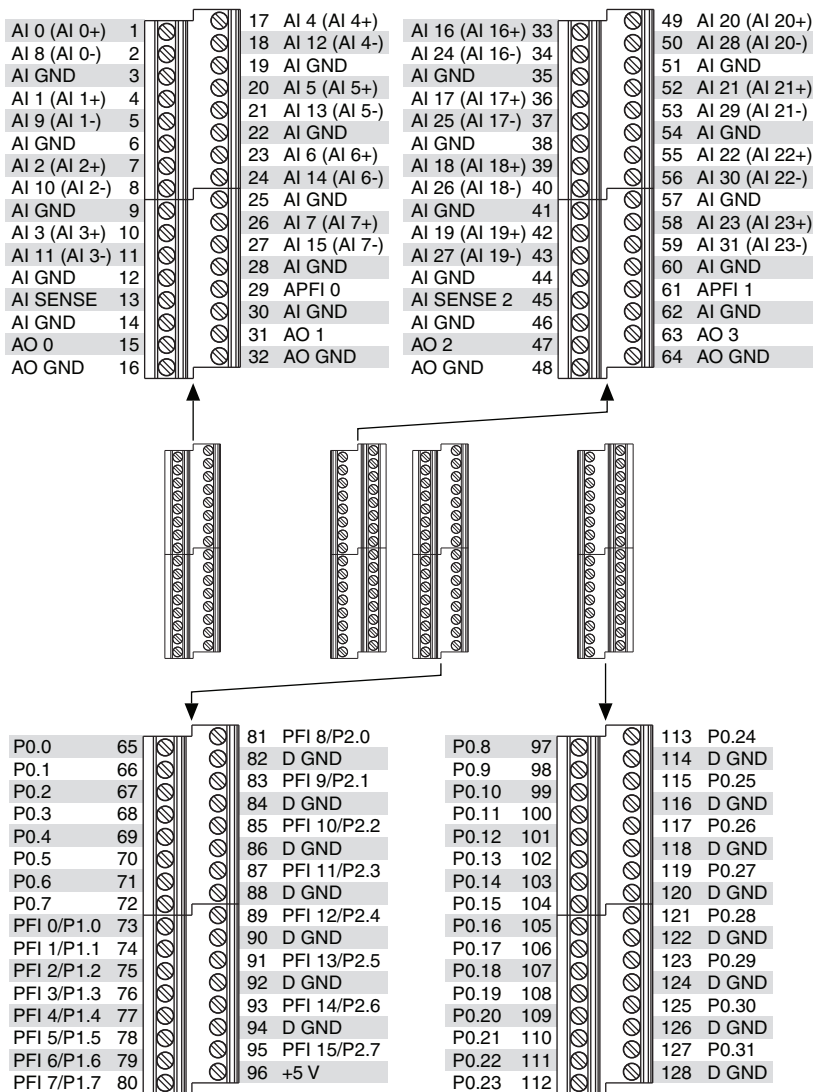 AI 0 (AI 0+) 1
AI 8 (AI 0-) 2
AI GND 3
AI 1 (AI 1+) 4
AI 9 (AI 1-) 5
AI GND 6
AI 2 (AI 2+) 7
AI 10 (AI 2-) 8
AI GND 9
AI 3 (AI 3+) 10
AI 11 (AI 3-) 11
AI GND 12
AI SENSE 13
AI GND 14
AO 0 15
AO GND 16
17 AI 4 (AI 4+)
18 AI 12 (AI 4-)
19 AI GND
20 AI 5 (AI 5+)
21 AI 13 (AI 5-)
22 AI GND
23 AI 6 (AI 6+)
24 AI 14 (AI 6-)
25 AI GND
26 AI 7 (AI 7+)
27 AI 15 (AI 7-)
28 AI GND
29 APFI 0
30 AI GND
31 AO 1
32 AO GND
AI 16 (AI 16+) 33
AI 24 (AI 16-) 34
AI GND 35
AI 17 (AI 17+) 36
AI 25 (AI 17-) 37
AI GND 38
AI 18 (AI 18+) 39
AI 26 (AI 18-) 40
AI GND 41
AI 19 (AI 19+) 42
AI 27 (AI 19-) 43
AI GND 44
AI SENSE 2 45
AI GND 46
AO 2 47
AO GND 48
49 AI 20 (AI 20+)
50 AI 28 (AI 20-)
51 AI GND
52 AI 21 (AI 21+)
53 AI 29 (AI 21-)
54 AI GND
55 AI 22 (AI 22+)
56 AI 30 (AI 22-)
57 AI GND
58 AI 23 (AI 23+)
59 AI 31 (AI 23-)
60 AI GND
61 APFI 1
62 AI GND
63 AO 3
64 AO GND
P0.0 65
P0.1 66
P0.2 67
P0.3 68
P0.4 69
P0.5 70
P0.6 71
P0.7 72
PFI 0/P1.0 73
PFI 1/P1.1 74
PFI 2/P1.2 75
PFI 3/P1.3 76
PFI 4/P1.4 77
PFI 5/P1.5 78
PFI 6/P1.6 79
PFI 7/P1.7 80
81 PFI 8/P2.0
82 D GND
83 PFI 9/P2.1
84 D GND
85 PFI 10/P2.2
86 D GND
87 PFI 11/P2.3
88 D GND
89 PFI 12/P2.4
90 D GND
91 PFI 13/P2.5
92 D GND
93 PFI 14/P2.6
94 D GND
95 PFI 15/P2.7
96 +5 V
P0.8 97
P0.9 98
P0.10 99
P0.11 100
P0.12 101
P0.13 102
P0.14 103
P0.15 104
P0.16 105
P0.17 106
P0.18 107
P0.19 108
P0.20 109
P0.21 110
P0.22 111
P0.23 112
113 P0.24
114 D GND
115 P0.25
116 D GND
117 P0.26
118 D GND
119 P0.27
120 D GND
121 P0.28
122 D GND
123 P0.29
124 D GND
125 P0.30
126 D GND
127 P0.31
128 D GND